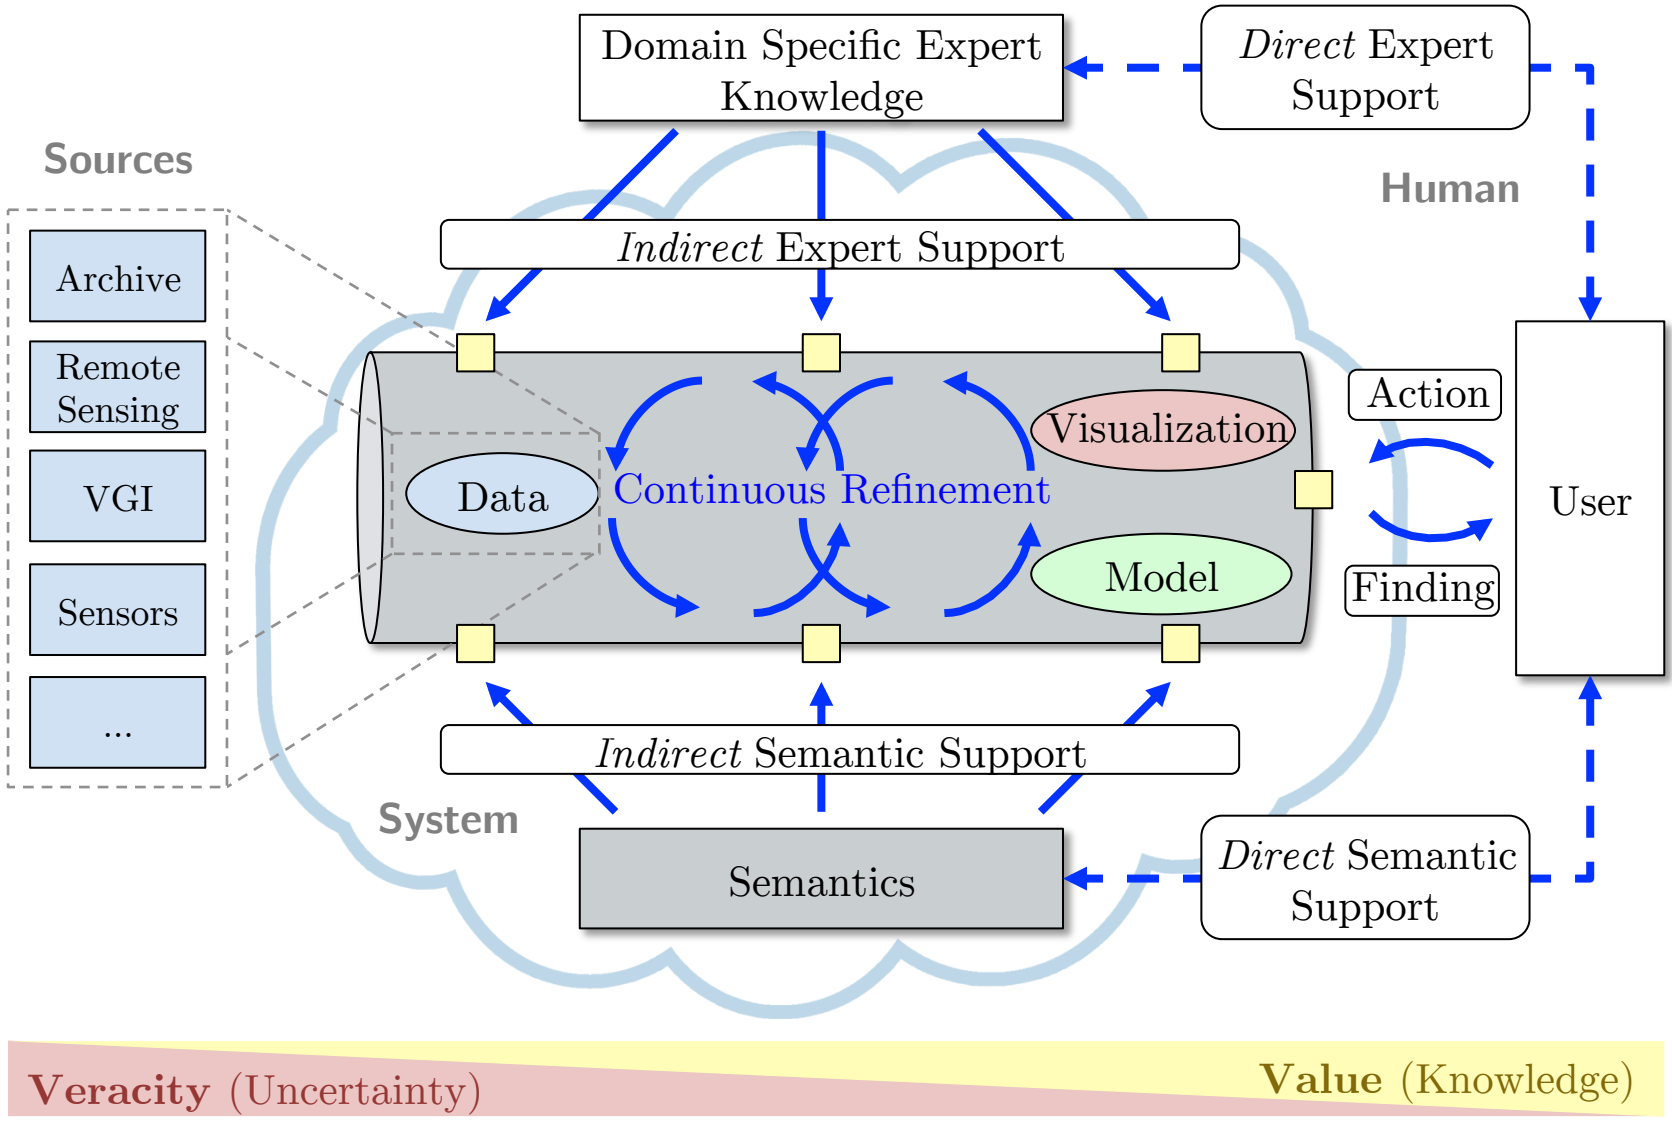 Domain Specific Expert
Knowledge
Direct Expert
Support
Sources
Human
Indirect Expert Support
Archive
Remote
Sensing
VGI
Sensors
...
Data
Continuous Refinement
Visualization
Model
Action
Finding
User
Indirect Semantic Support
System
Semantics
Direct Semantic
Support
Veracity (Uncertainty)
Value (Knowledge)